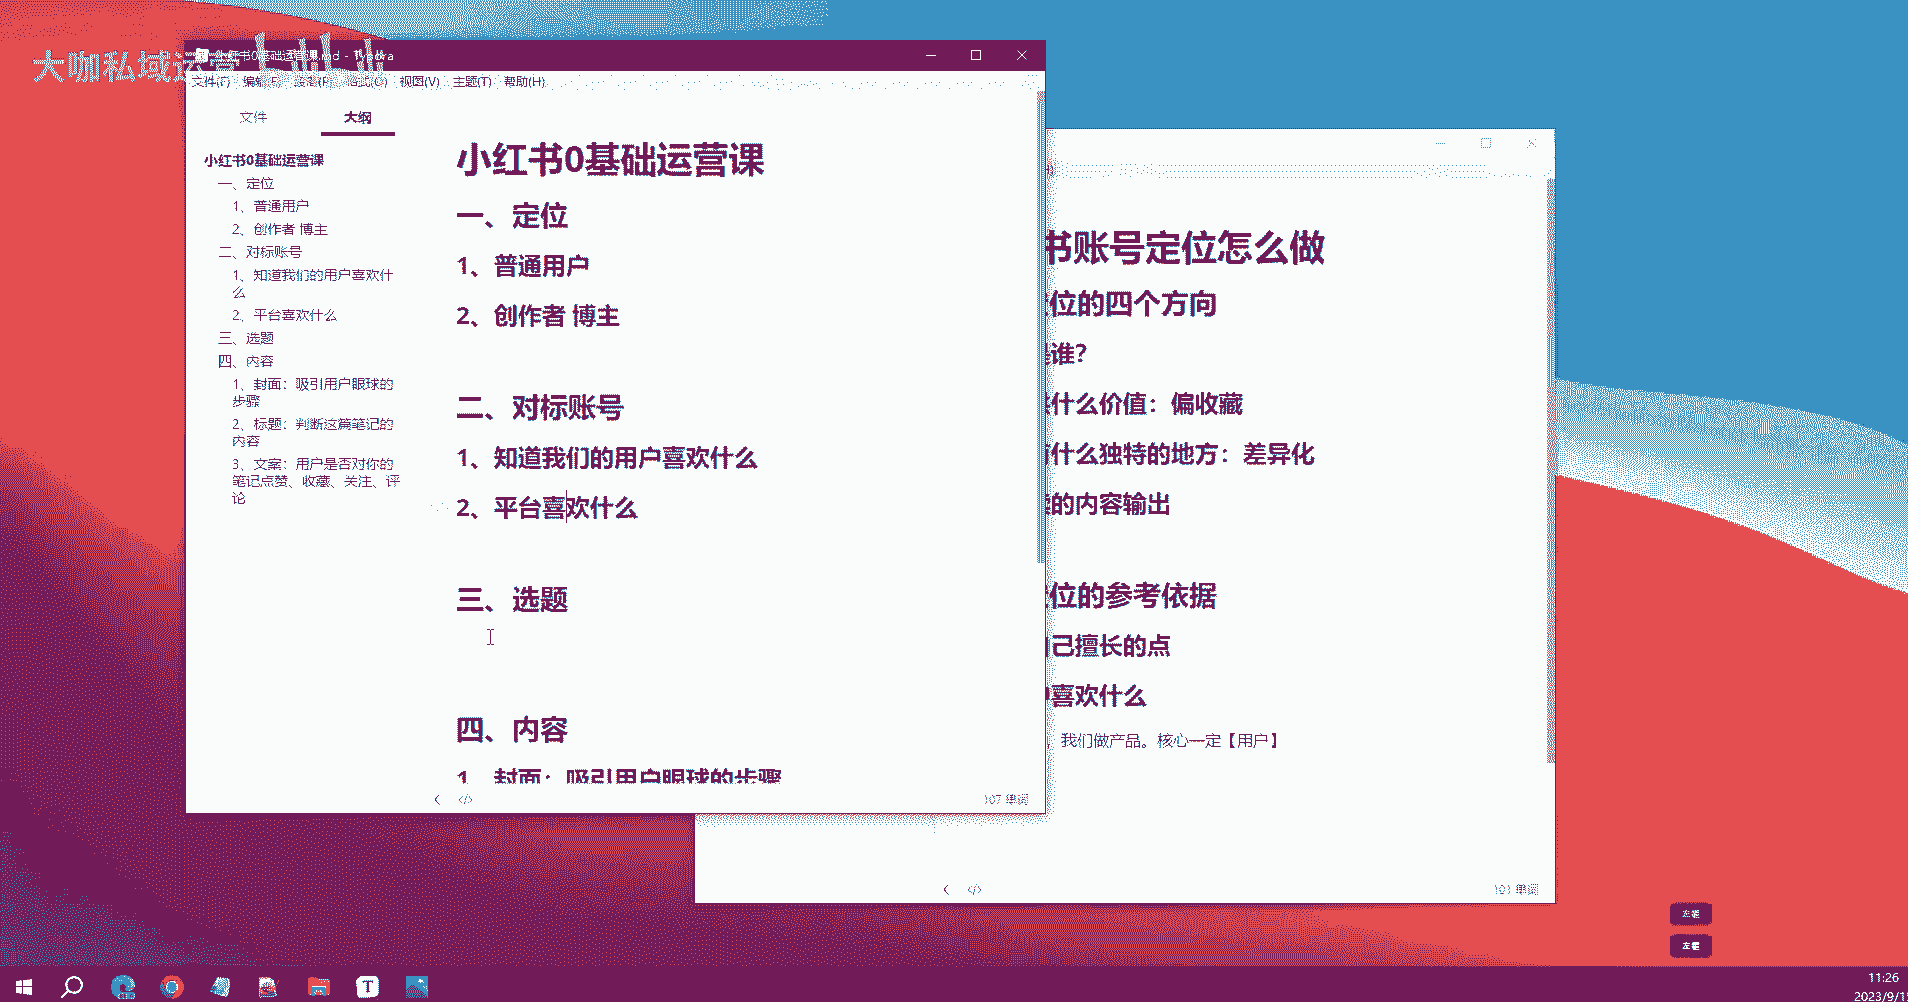 大咖私域运营
小红书0基础运营课.md - Typora
文件(F) 编辑(E) 段落(P) 格式(O) 视图(V) 主题(T) 帮助(H)
文件 大纲
小红书0基础运营课
一、定位
1、普通用户
2、创作者 博主
二、对标账号
1、知道我们的用户喜欢什
么
2、平台喜欢什么
三、选题
四、内容
1、封面：吸引用户眼球的
步骤
2、标题：判断这篇笔记的
内容
3、文案：用户是否对你的
笔记点赞、收藏、关注、评
论
小红书0基础运营课
一、定位
1、普通用户
2、创作者 博主
二、对标账号
1、知道我们的用户喜欢什么
2、平台喜欢什么
三、选题
四、内容
1、封面：吸引用户眼球的步骤
107 单词
书账号定位怎么做
位的四个方向
谁？
什么价值：偏收藏
什么独特的地方：差异化
的内容输出
位的参考依据
己擅长的点
喜欢什么
我们做产品。核心一定【用户】
101 单词
左键
左键
11:26